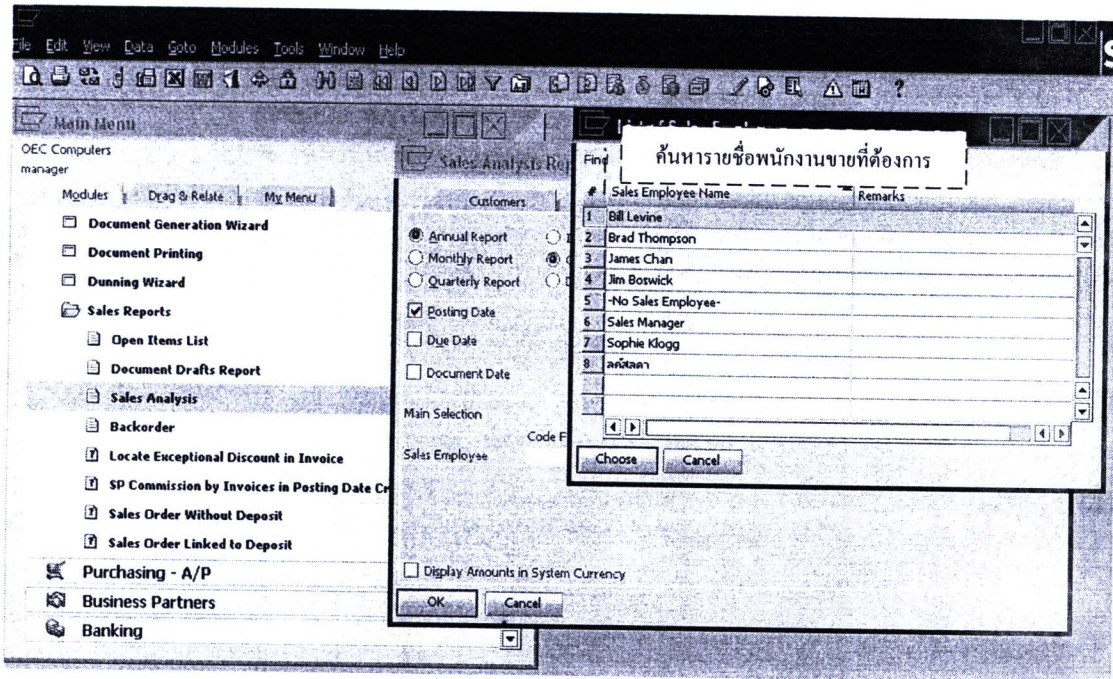 File Edit View Data Goto Modules Tools Window Help
Main Menu
OEC Computers
manager
Modules Drag & Relate My Menu
Document Generation Wizard
Document Printing
Dunning Wizard
Sales Reports
Open Items List
Document Drafts Report
Sales Analysis
Backorder
Locate Exceptional Discount in Invoice
SP Commission by Invoices in Posting Date Cr
Sales Order Without Deposit
Sales Order Linked to Deposit
Purchasing - A/P
Business Partners
Banking
Sales Analysis Rep
Customers
Annual Report
Monthly Report
Quarterly Report
Posting Date
Due Date
Document Date
Main Selection
Code F
Sales Employee
Display Amounts in System Currency
OK Cancel
Find
ค้นหารายชื่อพนักงานขายที่ต้องการ
# Sales Employee Name Remarks
1 Bill Levine
2 Brad Thompson
3 James Chan
4 Jim Boswick
5 -No Sales Employee-
6 Sales Manager
7 Sophie Klogg
8 ลคัสลดา
Choose Cancel